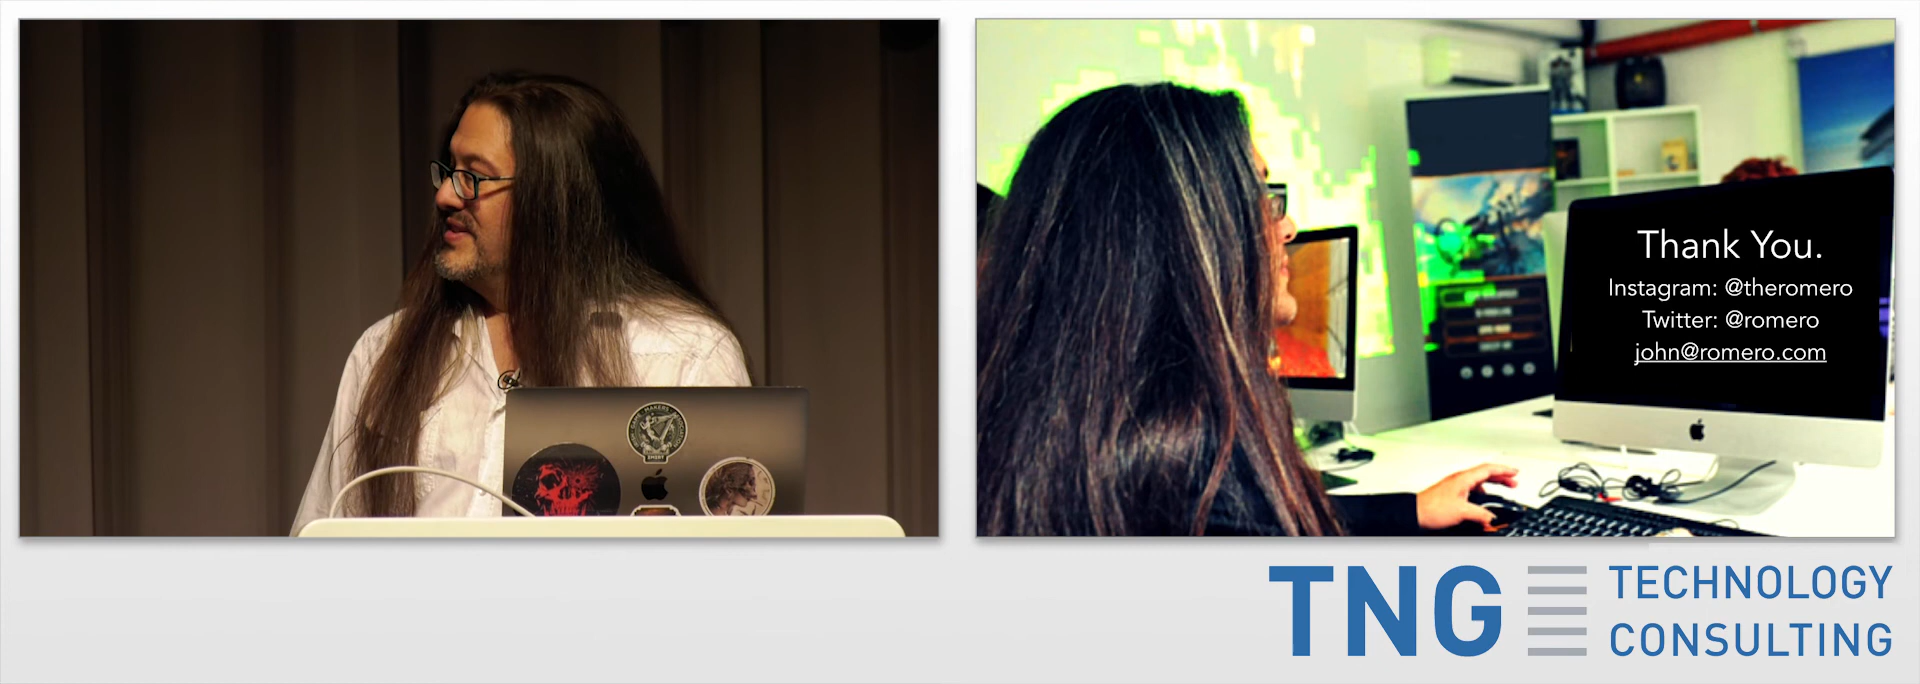 Thank You.
Instagram: @theromero
Twitter: @romero
john@romero.com
TNG
TECHNOLOGY
CONSULTING